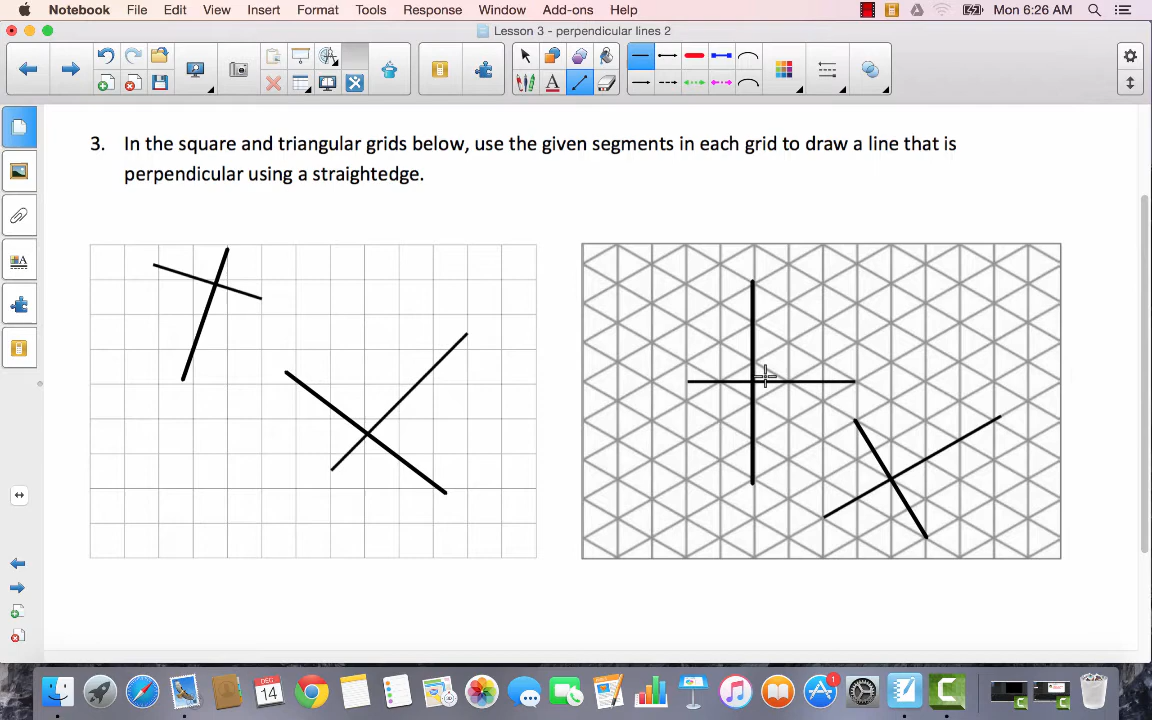 Notebook File Edit View Insert Format Tools Response Window Add-ons Help Mon 6:26 AM
Lesson 3 - perpendicular lines 2
A
A
3. In the square and triangular grids below, use the given segments in each grid to draw a line that is
perpendicular using a straightedge.
DEC
14
1